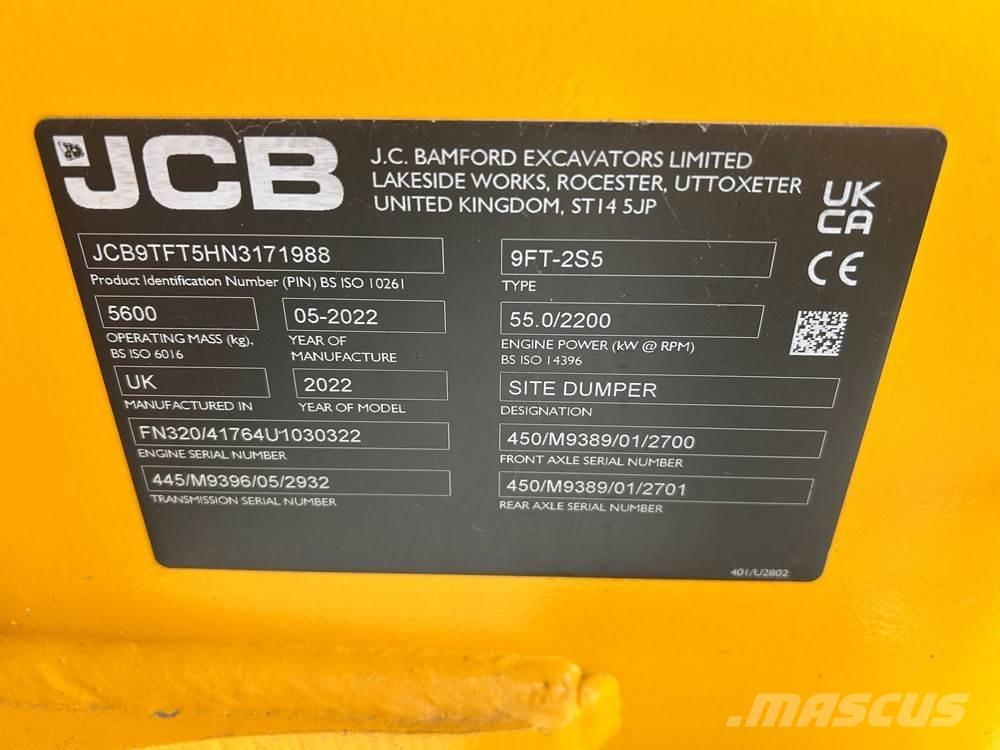 JCB
J.C. BAMFORD EXCAVATORS LIMITED
LAKESIDE WORKS, ROCESTER, UTTOXETER
UNITED KINGDOM, ST14 5JP
UK
CA
CE
JCB9TFT5HN3171988
Product Identification Number (PIN) BS ISO 10261
9FT-2S5
TYPE
5600
OPERATING MASS (kg).
BS ISO 6016
05-2022
YEAR OF
MANUFACTURE
55.0/2200
ENGINE POWER (kW @ RPM)
BS ISO 14396
UK
MANUFACTURED IN
2022
YEAR OF MODEL
SITE DUMPER
DESIGNATION
FN320/41764U1030322
ENGINE SERIAL NUMBER
450/M9389/01/2700
FRONT AXLE SERIAL NUMBER
445/M9396/05/2932
TRANSMISSION SERIAL NUMBER
450/M9389/01/2701
REAR AXLE SERIAL NUMBER
401/U2802
MASCUS